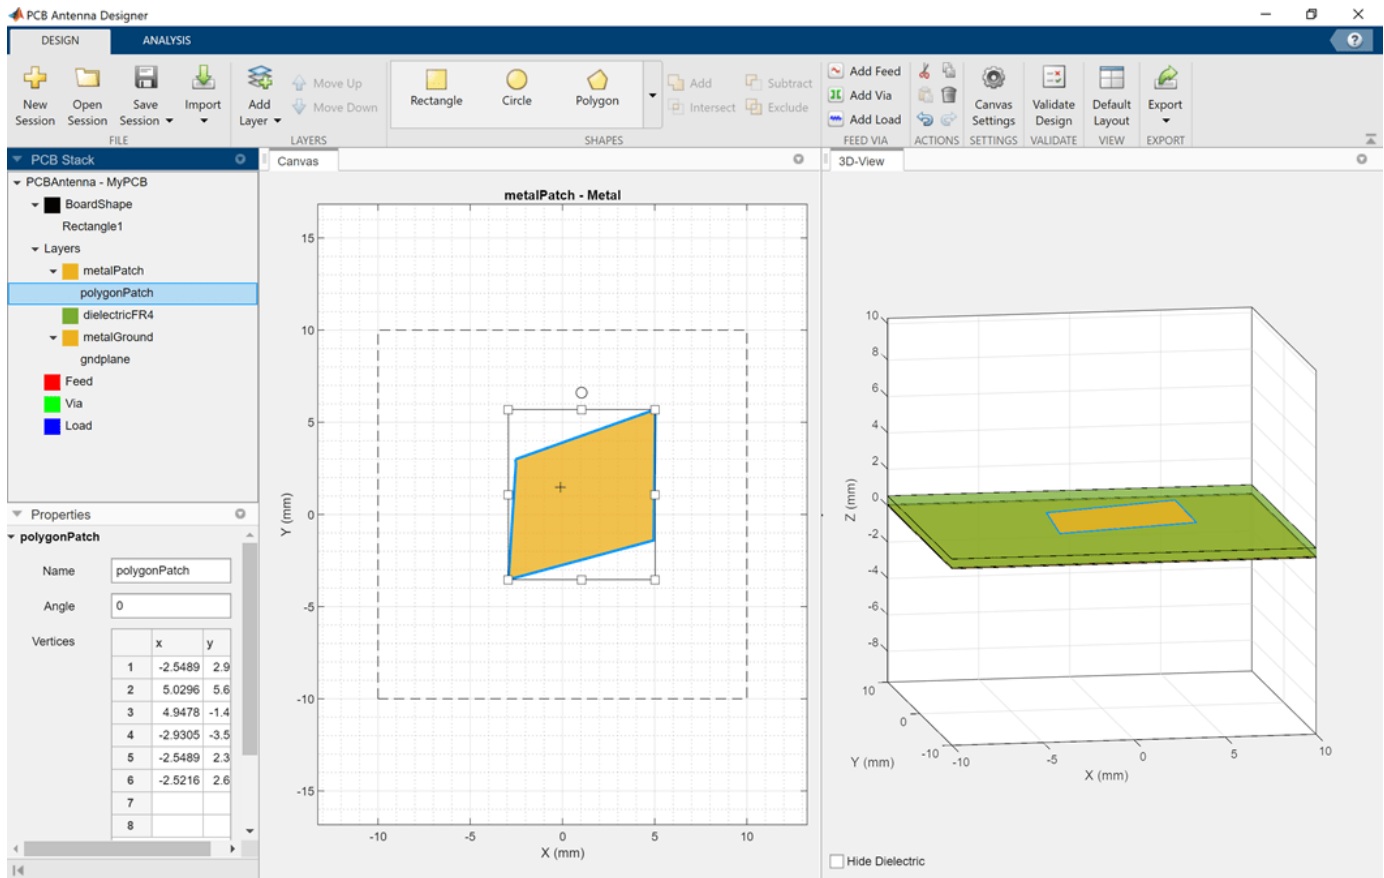 PCB Antenna Designer
DESIGN ANALYSIS
New Session Open Session Save Session Import
FILE
Add Layer Move Up Move Down
LAYERS
Rectangle Circle Polygon Add Subtract Intersect Exclude
SHAPES
Add Feed
Add Via
Add Load
FEED VIA
ACTIONS
Canvas Settings
SETTINGS
Validate Design
VALIDATE
Default Layout
VIEW
Export
EXPORT
PCB Stack
PCBAntenna - MyPCB
BoardShape
Rectangle1
Layers
metalPatch
polygonPatch
dielectricFR4
metalGround
gndplane
Feed
Via
Load
Properties
polygonPatch
Name polygonPatch
Angle 0
Vertices
x y
1 -2.5489 2.9
2 5.0296 5.6
3 4.9478 -1.4
4 -2.9305 -3.5
5 -2.5489 2.3
6 -2.5216 2.6
7
8
Canvas
metalPatch - Metal
15
10
5
0
-5
-10
-15
Y (mm)
-10 -5 0 5 10
X (mm)
3D-View
10
8
6
4
2
0
-2
-4
-6
-8
Z (mm)
10
0
-10
Y (mm)
-10 -5 0 5 10
X (mm)
Hide Dielectric